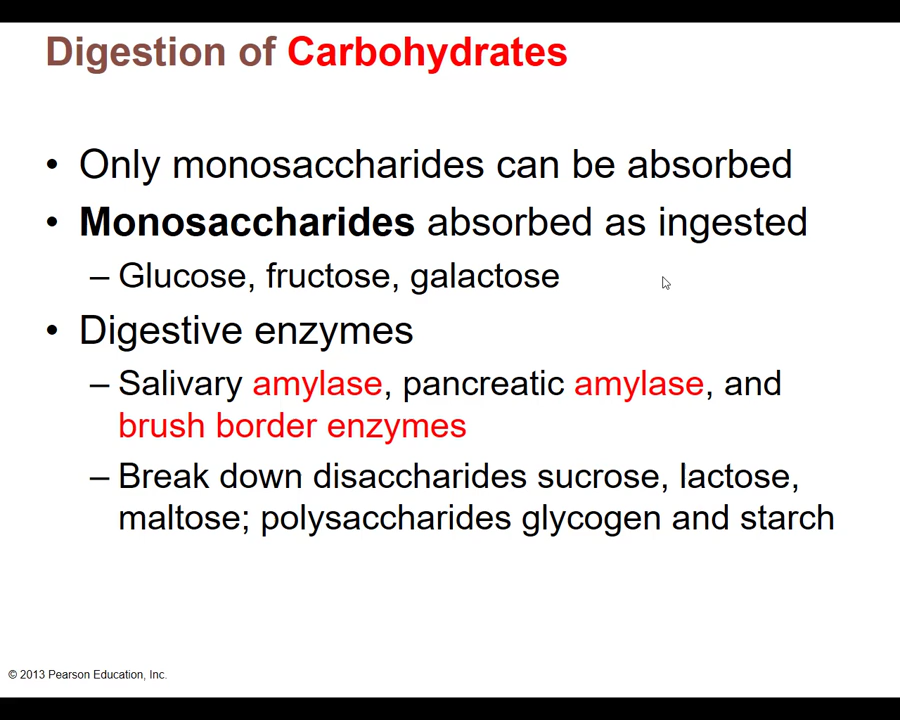 Digestion of Carbohydrates
• Only monosaccharides can be absorbed
• Monosaccharides absorbed as ingested
– Glucose, fructose, galactose
• Digestive enzymes
– Salivary amylase, pancreatic amylase, and
brush border enzymes
– Break down disaccharides sucrose, lactose,
maltose; polysaccharides glycogen and starch
© 2013 Pearson Education, Inc.